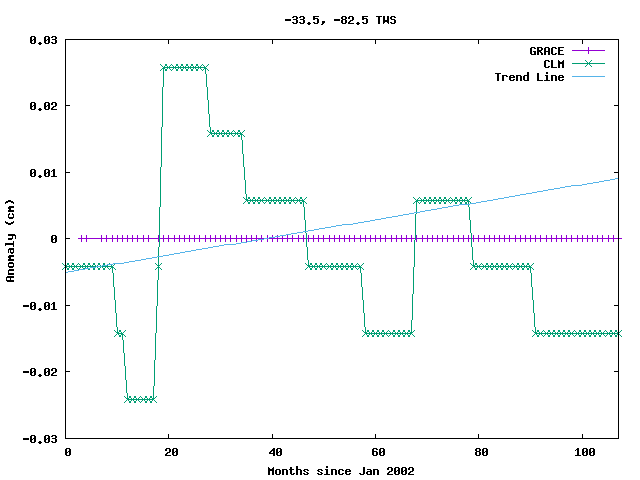 -33.5, -82.5 TWS
0.03
0.02
0.01
0
-0.01
-0.02
-0.03
Anomaly (cm)
GRACE
CLM
Trend Line
0 20 40 60 80 100
Months since Jan 2002